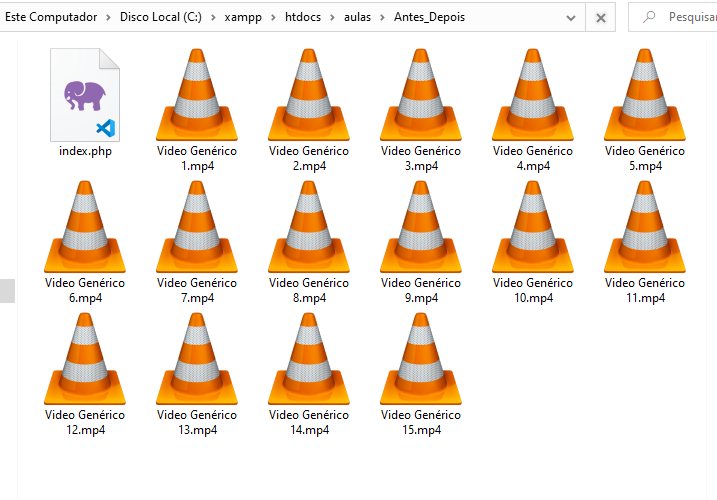 Este Computador > Disco Local (C:) > xampp > htdocs > aulas > Antes_Depois
Pesquisar
index.php
Video Genérico 1.mp4
Video Genérico 2.mp4
Video Genérico 3.mp4
Video Genérico 4.mp4
Video Genérico 5.mp4
Video Genérico 6.mp4
Video Genérico 7.mp4
Video Genérico 8.mp4
Video Genérico 9.mp4
Video Genérico 10.mp4
Video Genérico 11.mp4
Video Genérico 12.mp4
Video Genérico 13.mp4
Video Genérico 14.mp4
Video Genérico 15.mp4